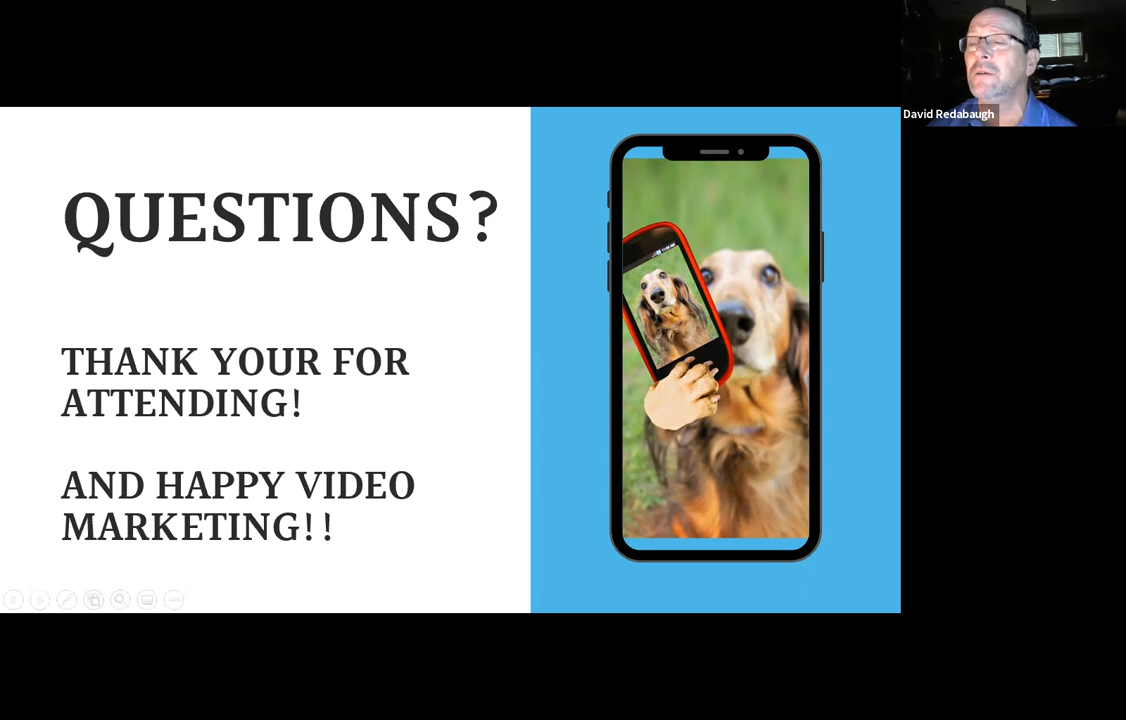 David Redabaugh
QUESTIONS?
THANK YOUR FOR
ATTENDING!
AND HAPPY VIDEO
MARKETING!!